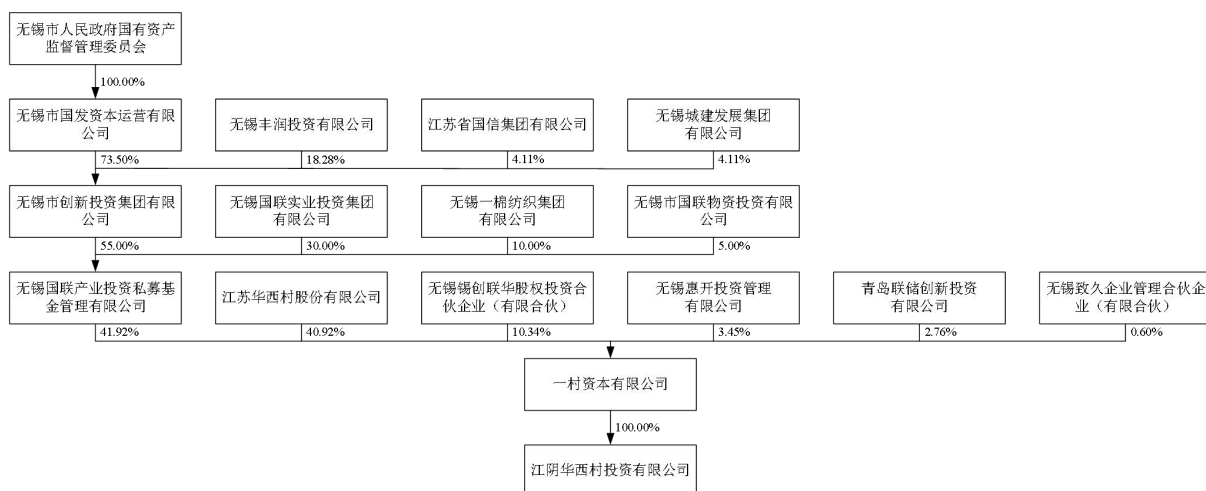 无锡市人民政府国有资产
监督管理委员会
100.00%
无锡市国发资本运营有限
公司
无锡丰润投资有限公司
江苏省国信集团有限公司
无锡城建发展集团
有限公司
73.50%
18.28%
4.11%
4.11%
无锡市创新投资集团有限
公司
无锡国联实业投资集团
有限公司
无锡一棉纺织集团
有限公司
无锡市国联物资投资有限
公司
55.00%
30.00%
10.00%
5.00%
无锡国联产业投资私募基
金管理有限公司
江苏华西村股份有限公司
无锡锡创联华股权投资合
伙企业（有限合伙）
无锡惠开投资管理
有限公司
青岛联储创新投资
有限公司
无锡致久企业管理合伙企
业（有限合伙）
41.92%
40.92%
10.34%
3.45%
2.76%
0.60%
一村资本有限公司
100.00%
江阴华西村投资有限公司